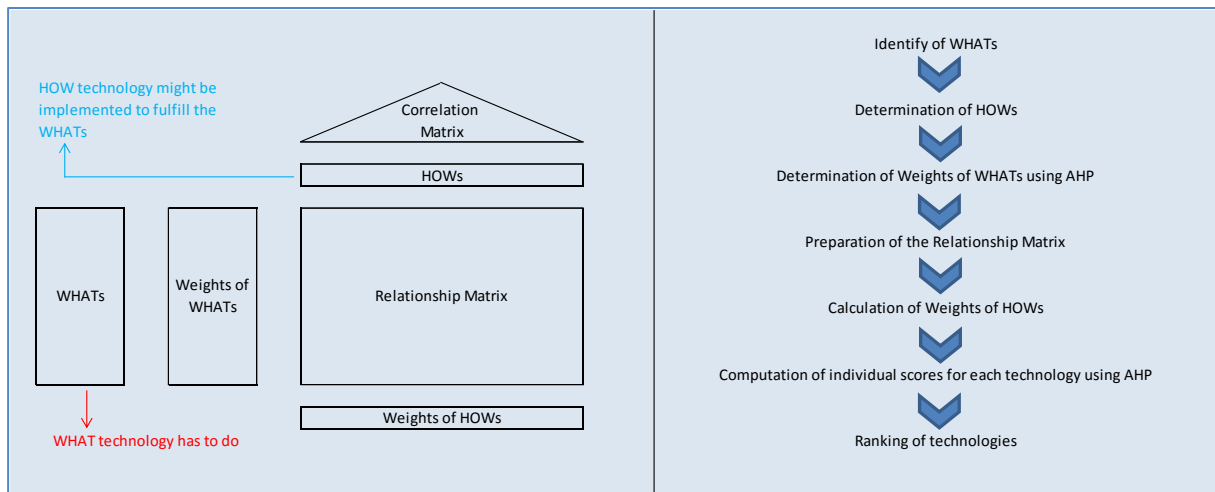 HOW technology might be
implemented to fulfill the
WHATs
Correlation
Matrix
HOWs
WHATs
Weights of
WHATs
Relationship Matrix
Weights of HOWs
WHAT technology has to do
Identify of WHATs
Determination of HOWs
Determination of Weights of WHATs using AHP
Preparation of the Relationship Matrix
Calculation of Weights of HOWs
Computation of individual scores for each technology using AHP
Ranking of technologies